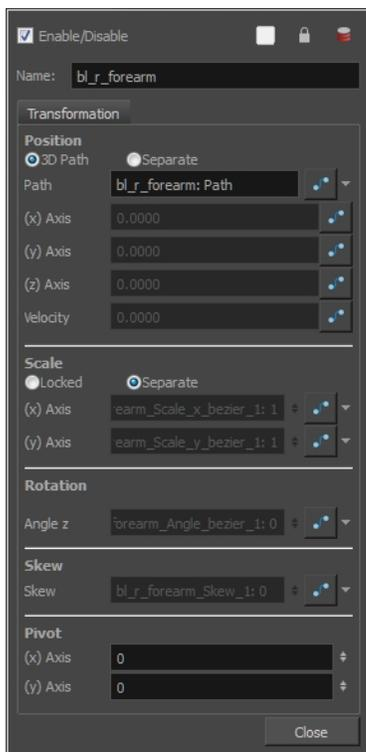 Enable/Disable
Name: bl_r_forearm
Transformation
Position
3D Path Separate
Path bl_r_forearm: Path
(x) Axis 0.0000
(y) Axis 0.0000
(z) Axis 0.0000
Velocity 0.0000
Scale
Locked Separate
(x) Axis earm_Scale_x_bezier_1: 1
(y) Axis earm_Scale_y_bezier_1: 1
Rotation
Angle z forearm_Angle_bezier_1: 0
Skew
Skew bl_r_forearm_Skew_1: 0
Pivot
(x) Axis 0
(y) Axis 0
Close